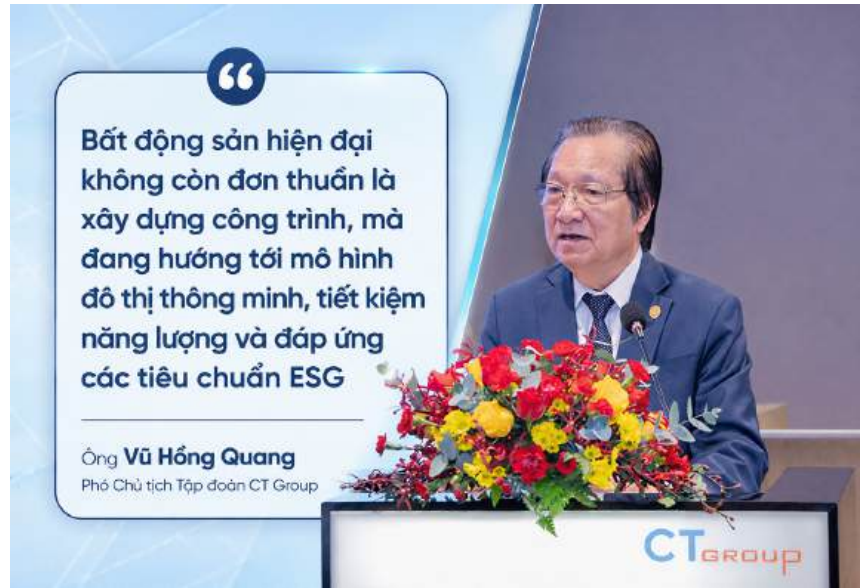 “
Bất động sản hiện đại
không còn đơn thuần là
xây dựng công trình, mà
đang hướng tới mô hình
đô thị thông minh, tiết kiệm
năng lượng và đáp ứng
các tiêu chuẩn ESG
Ông Vũ Hồng Quang
Phó Chủ tịch Tập đoàn CT Group
CTGROUP